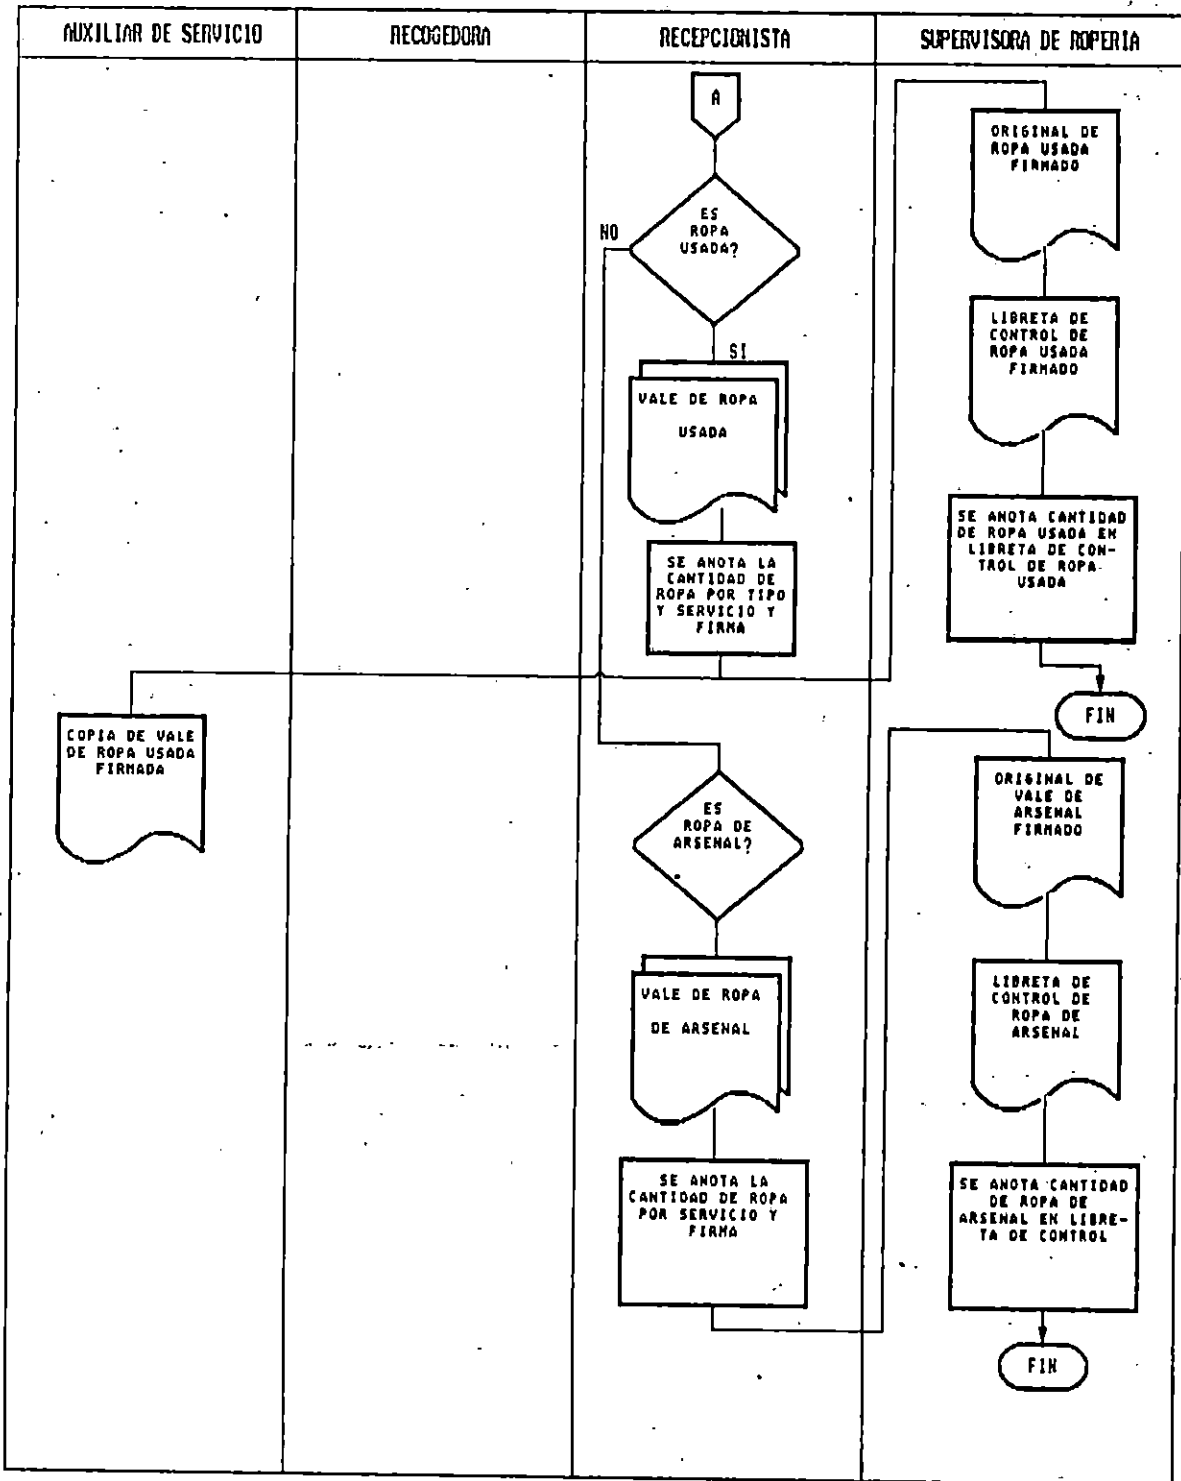 AUXILIAR DE SERVICIO
RECOGEDORA
RECEPCIONISTA
SUPERVISORA DE ROPERIA
A
ES
ROPA
USADA?
NO
SI
VALE DE ROPA
USADA
SE ANOTA LA
CANTIDAD DE
ROPA POR TIPO
Y SERVICIO Y
FIRMA
ORIGINAL DE
ROPA USADA
FIRMADO
LIBRETA DE
CONTROL DE
ROPA USADA
FIRMADO
SE ANOTA CANTIDAD
DE ROPA USADA EN
LIBRETA DE CON-
TROL DE ROPA
USADA
FIN
COPIA DE VALE
DE ROPA USADA
FIRMADA
ES
ROPA DE
ARSENAL?
VALE DE ROPA
DE ARSENAL
SE ANOTA LA
CANTIDAD DE ROPA
POR SERVICIO Y
FIRMA
ORIGINAL DE
VALE DE
ARSENAL
FIRMADO
LIBRETA DE
CONTROL DE
ROPA DE
ARSENAL
SE ANOTA CANTIDAD
DE ROPA DE
ARSENAL EN LIBRE-
TA DE CONTROL
FIN